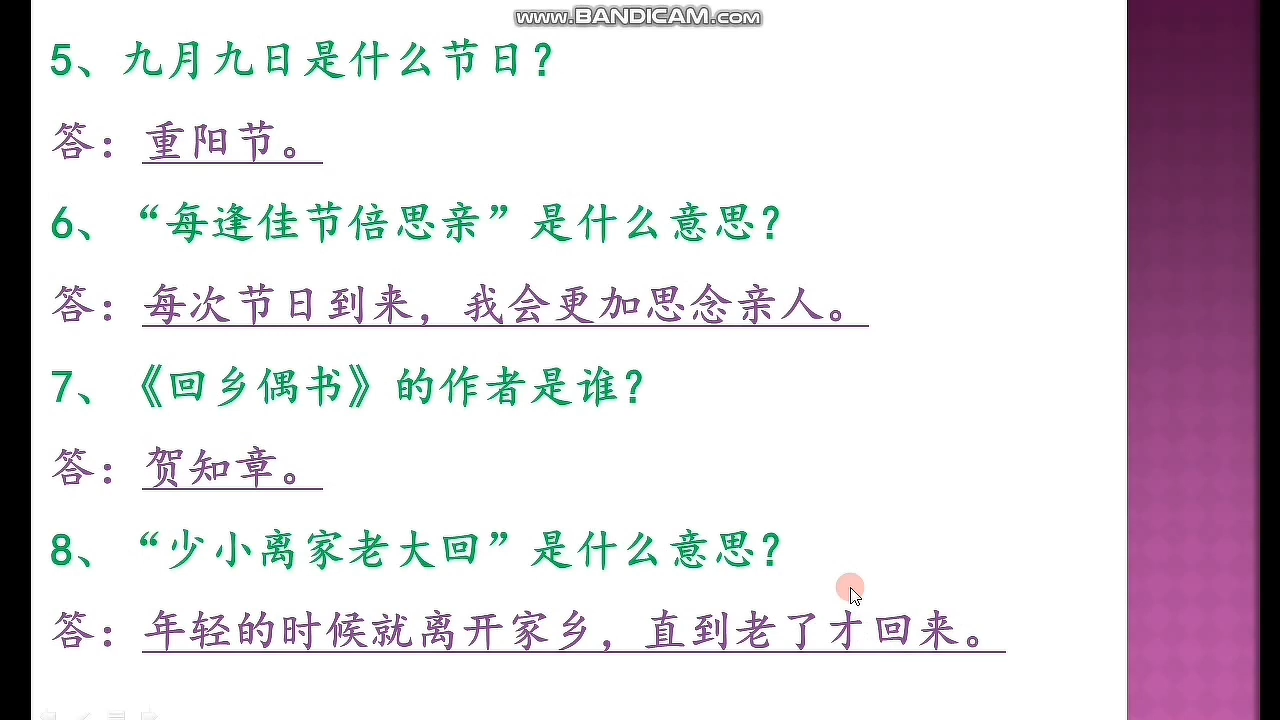 www.BANDICAM.com
5、九月九日是什么节日？
答：重阳节。
6、“每逢佳节倍思亲”是什么意思？
答：每次节日到来，我会更加思念亲人。
7、《回乡偶书》的作者是谁？
答：贺知章。
8、“少小离家老大回”是什么意思？
答：年轻的时候就离开家乡，直到老了才回来。